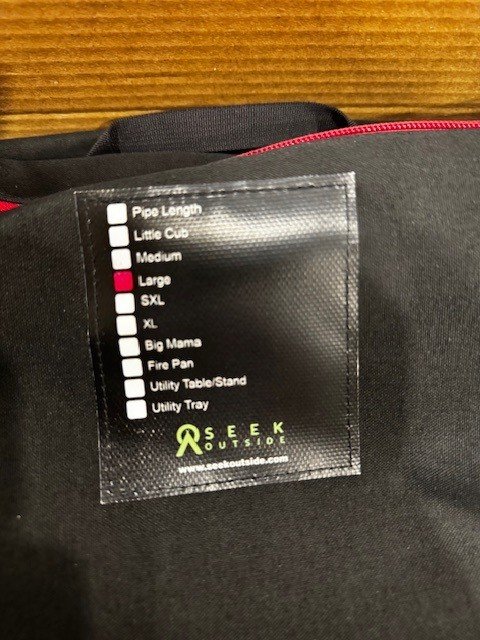 Pipe Length
Little Cub
Medium
Large
SXL
XL
Big Mama
Fire Pan
Utility Table/Stand
Utility Tray
SEEK
OUTSIDE
www.seekoutside.com